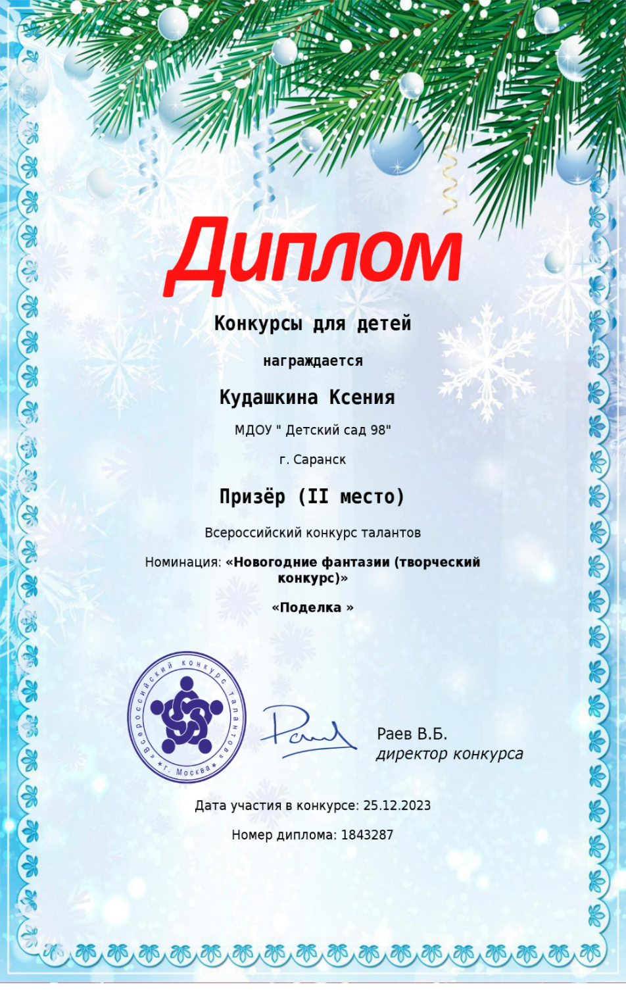 Диплом
Конкурсы для детей
награждается
Кудашкина Ксения
МДОУ " Детский сад 98"
г. Саранск
Призёр (II место)
Всероссийский конкурс талантов
Номинация: «Новогодние фантазии (творческий
конкурс)»
«Поделка »
«Всероссийский конкурс талантов»
* г. Москва *
Раев В.Б.
директор конкурса
Дата участия в конкурсе: 25.12.2023
Номер диплома: 1843287